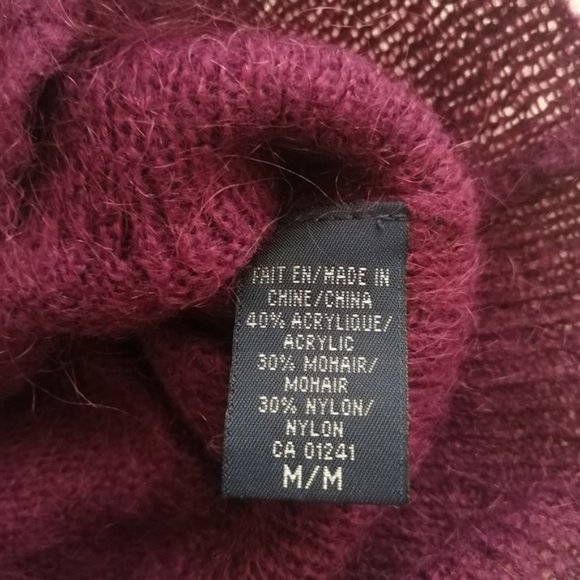 FAIT EN/MADE IN
CHINE/CHINA
40% ACRYLIQUE/
ACRYLIC
30% MOHAIR/
MOHAIR
30% NYLON/
NYLON
CA 01241
M/M